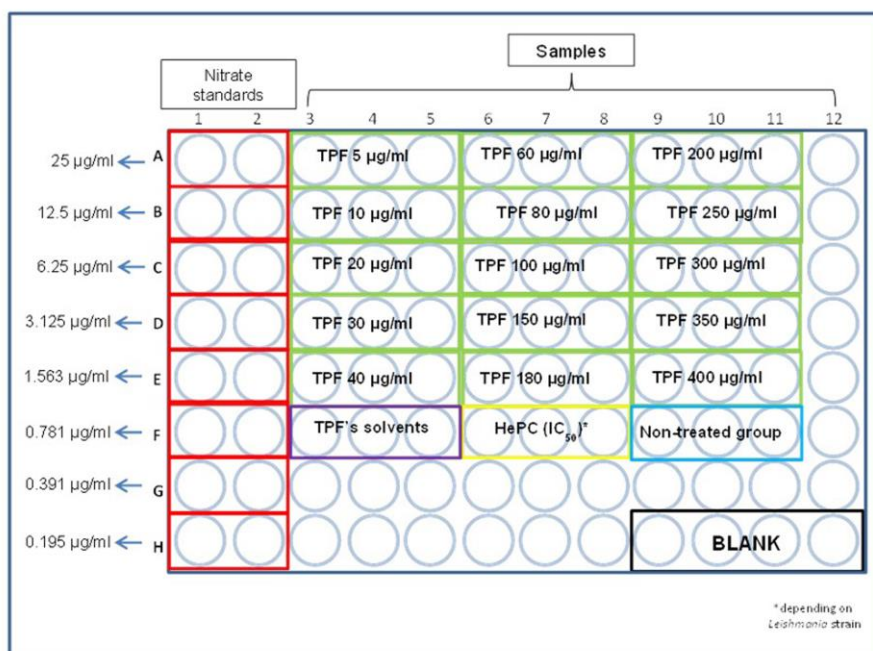 Samples
Nitrate
standards
1 2 3 4 5 6 7 8 9 10 11 12
25 µg/ml A TPF 5 µg/ml TPF 60 µg/ml TPF 200 µg/ml
12.5 µg/ml B TPF 10 µg/ml TPF 80 µg/ml TPF 250 µg/ml
6.25 µg/ml C TPF 20 µg/ml TPF 100 µg/ml TPF 300 µg/ml
3.125 µg/ml D TPF 30 µg/ml TPF 150 µg/ml TPF 350 µg/ml
1.563 µg/ml E TPF 40 µg/ml TPF 180 µg/ml TPF 400 µg/ml
0.781 µg/ml F TPF's solvents HePC (IC50)* Non-treated group
0.391 µg/ml G
0.195 µg/ml H BLANK
* depending on
Leishmania strain